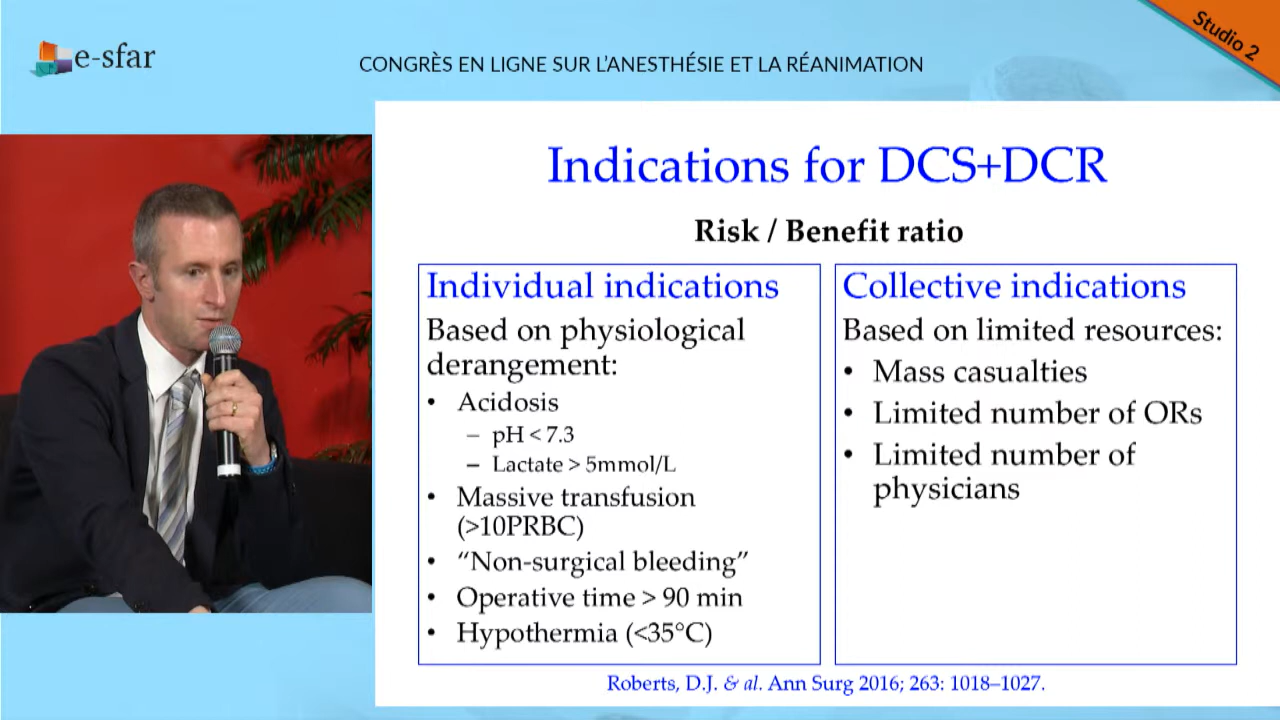 e-sfar
CONGRÈS EN LIGNE SUR L'ANESTHÉSIE ET LA RÉANIMATION
Studio 2
Indications for DCS+DCR
Risk / Benefit ratio
Individual indications
Based on physiological
derangement:
• Acidosis
– pH < 7.3
– Lactate > 5mmol/L
• Massive transfusion
(>10PRBC)
• “Non-surgical bleeding”
• Operative time > 90 min
• Hypothermia (<35°C)
Collective indications
Based on limited resources:
• Mass casualties
• Limited number of ORs
• Limited number of
physicians
Roberts, D.J. & al. Ann Surg 2016; 263: 1018–1027.